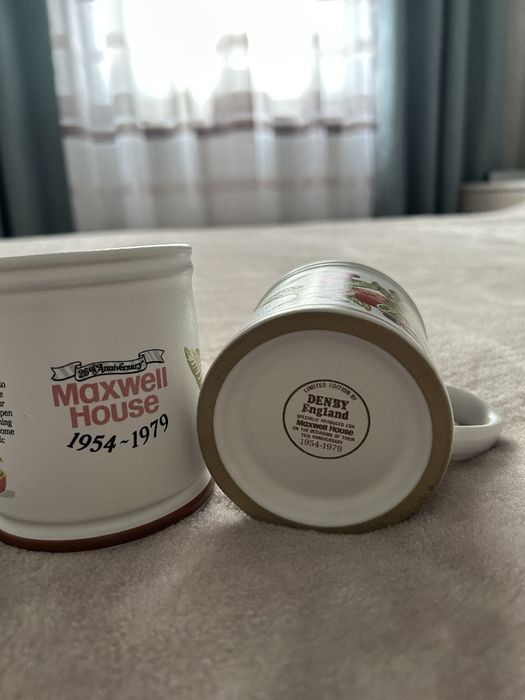 25th Anniversary
Maxwell
House
1954~1979
LIMITED EDITION BY
DENBY
England
SPECIALLY PRODUCED FOR
Maxwell House
ON THE OCCASION OF THEIR
25th ANNIVERSARY
1954-1979